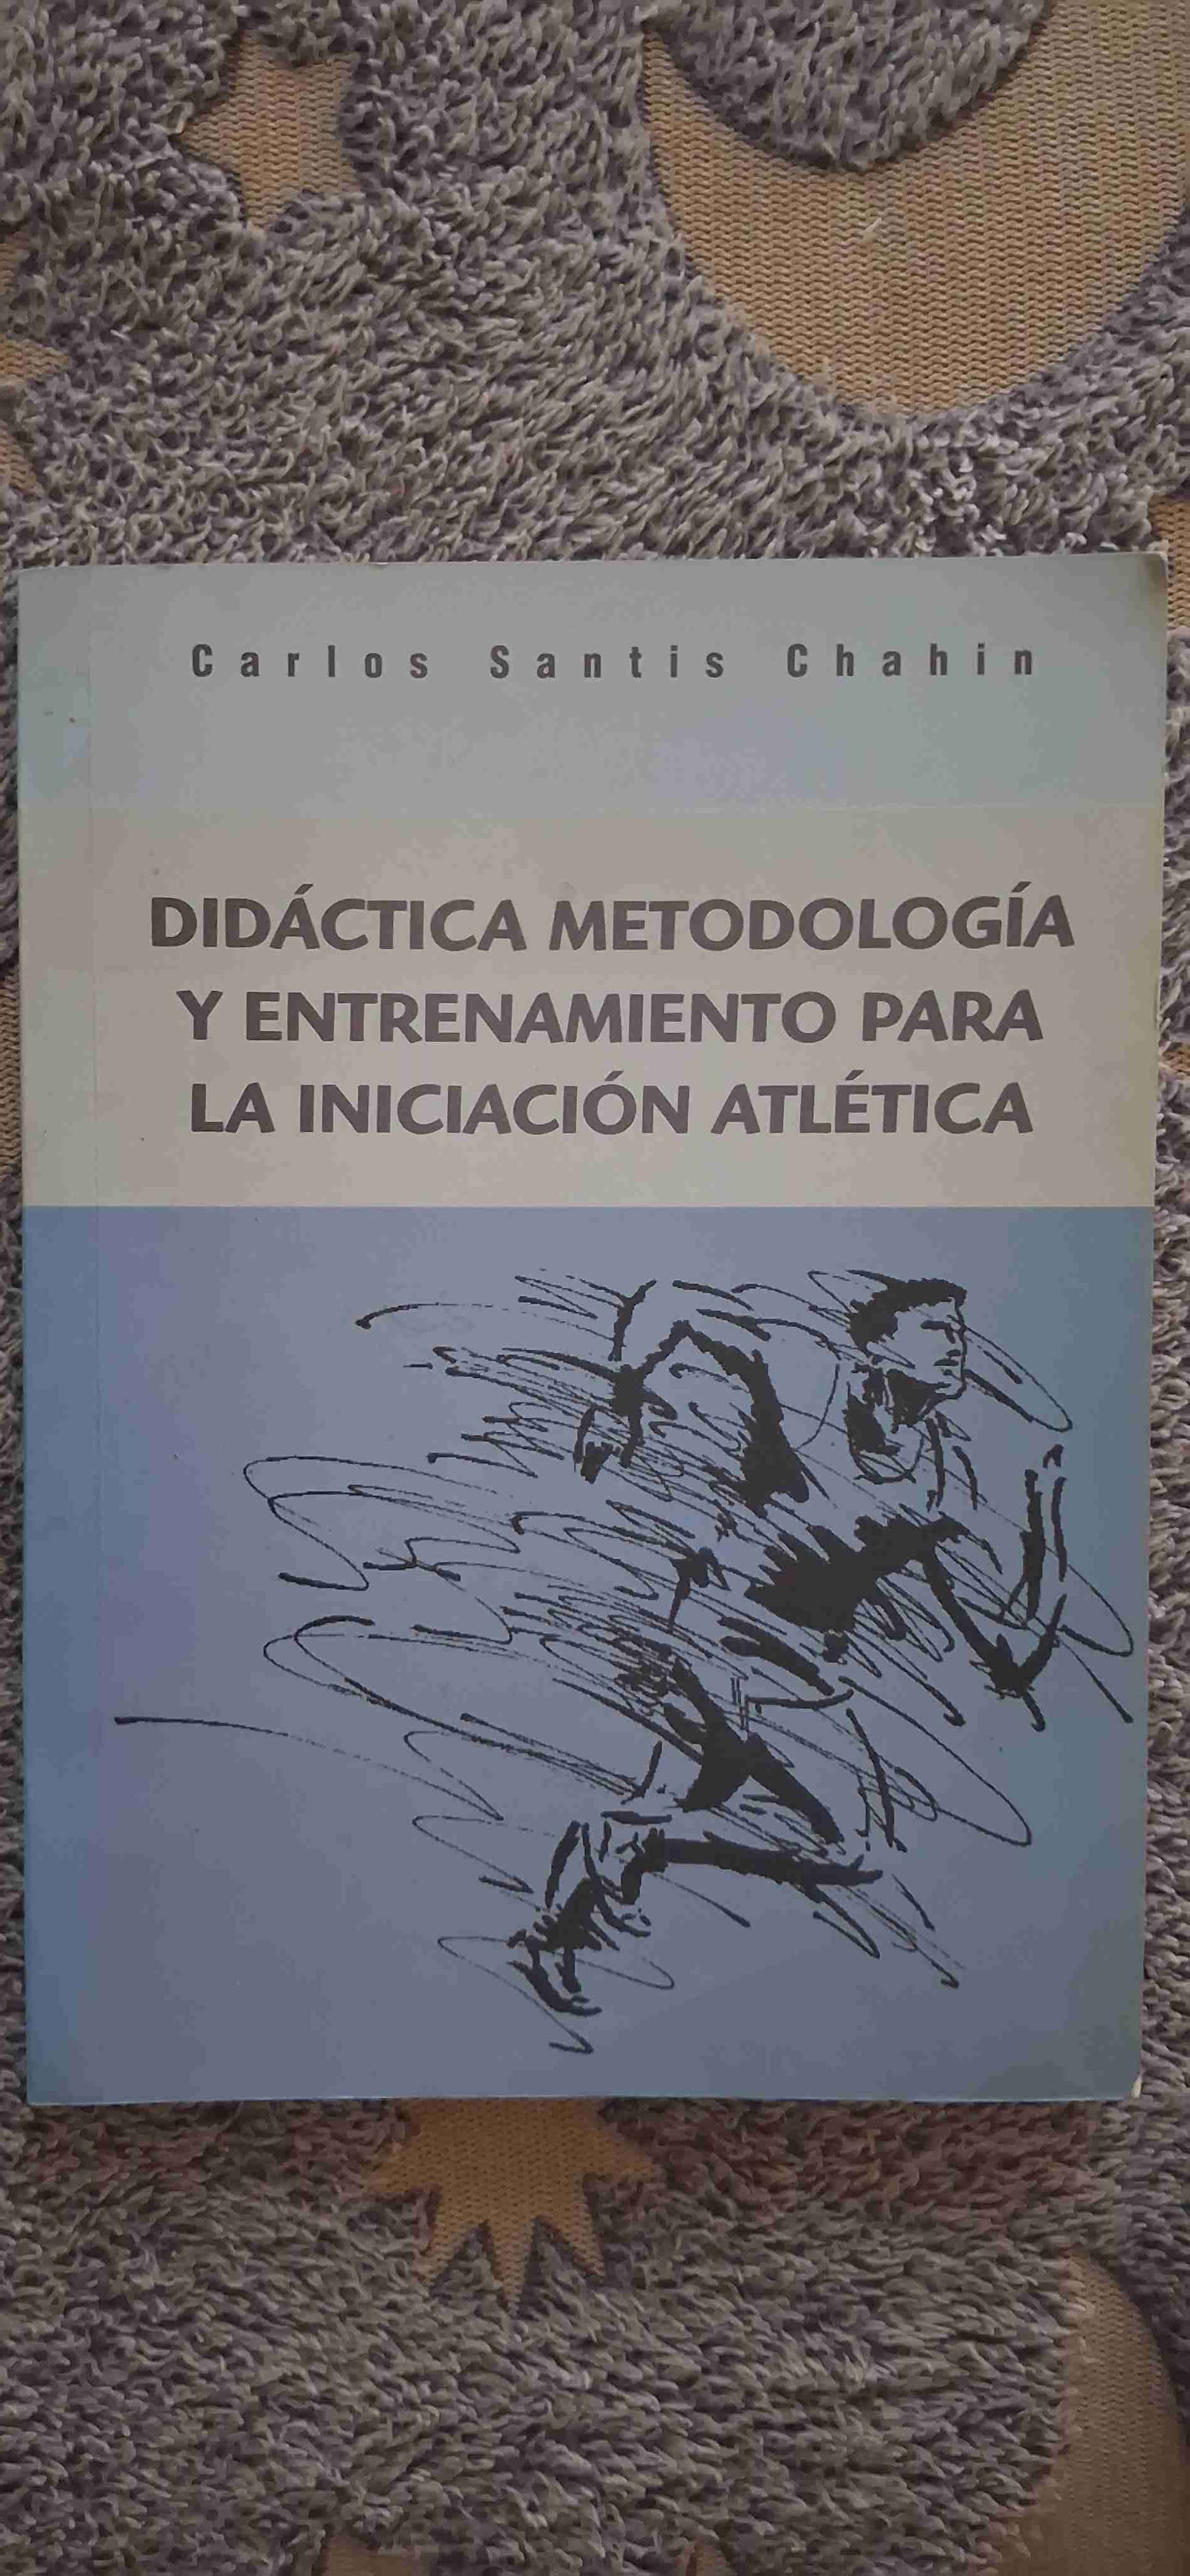 Carlos Santis Chahin
DIDÁCTICA METODOLOGÍA
Y ENTRENAMIENTO PARA
LA INICIACIÓN ATLÉTICA